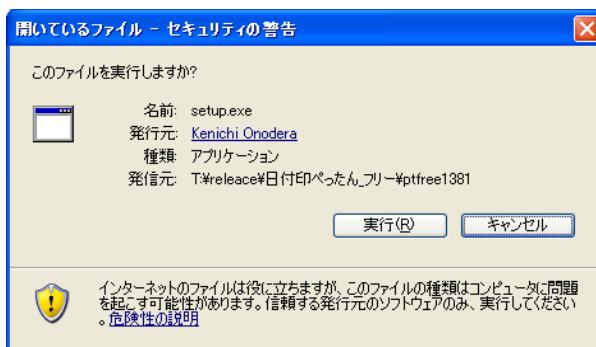 開いているファイル - セキュリティの警告
このファイルを実行しますか?
名前: setup.exe
発行元: Kenichi Onodera
種類: アプリケーション
発信元: T:¥releace¥日付印ぺったん_フリー¥ptfree1381
実行(R) キャンセル
インターネットのファイルは役に立ちますが、このファイルの種類はコンピュータに問題
を起こす可能性があります。信頼する発行元のソフトウェアのみ、実行してください
。危険性の説明